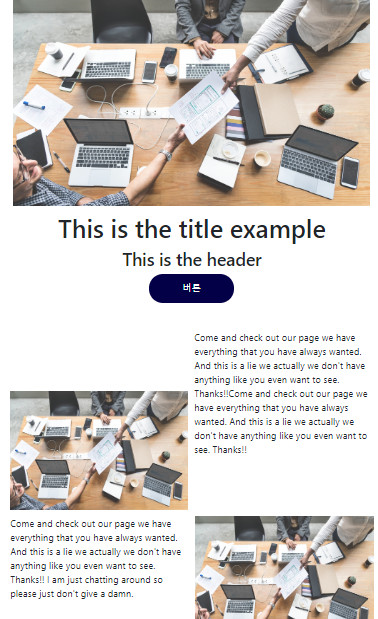 This is the title example
This is the header
버튼
Come and check out our page we have
everything that you have always wanted.
And this is a lie we actually we don't have
anything like you even want to see.
Thanks!!Come and check out our page we
have everything that you have always
wanted. And this is a lie we actually we
don't have anything like you even want to
see. Thanks!!
Come and check out our page we have
everything that you have always wanted.
And this is a lie we actually we don't have
anything like you even want to see.
Thanks!! I am just chatting around so
please just don't give a damn.